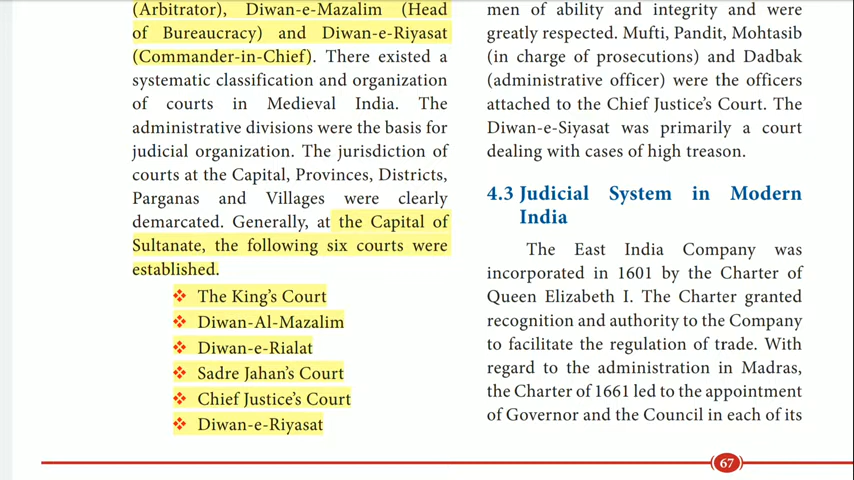 (Arbitrator), Diwan-e-Mazalim (Head
of Bureaucracy) and Diwan-e-Riyasat
(Commander-in-Chief). There existed a
systematic classification and organization
of courts in Medieval India. The
administrative divisions were the basis for
judicial organization. The jurisdiction of
courts at the Capital, Provinces, Districts,
Parganas and Villages were clearly
demarcated. Generally, at the Capital of
Sultanate, the following six courts were
established.
❖ The King's Court
❖ Diwan-Al-Mazalim
❖ Diwan-e-Rialat
❖ Sadre Jahan's Court
❖ Chief Justice's Court
❖ Diwan-e-Riyasat
men of ability and integrity and were
greatly respected. Mufti, Pandit, Mohtasib
(in charge of prosecutions) and Dadbak
(administrative officer) were the officers
attached to the Chief Justice's Court. The
Diwan-e-Siyasat was primarily a court
dealing with cases of high treason.
4.3 Judicial System in Modern
India
The East India Company was
incorporated in 1601 by the Charter of
Queen Elizabeth I. The Charter granted
recognition and authority to the Company
to facilitate the regulation of trade. With
regard to the administration in Madras,
the Charter of 1661 led to the appointment
of Governor and the Council in each of its
67